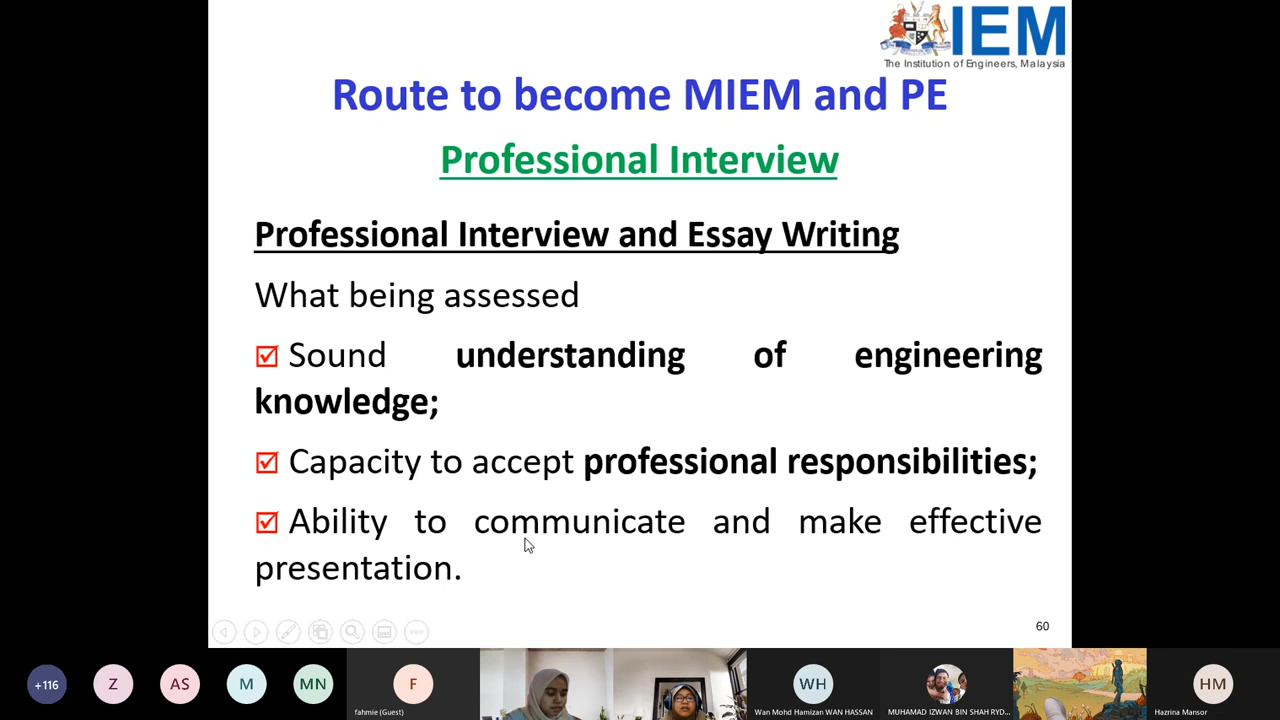 IEM
The Institution of Engineers, Malaysia
Route to become MIEM and PE
Professional Interview
Professional Interview and Essay Writing
What being assessed
Sound understanding of engineering
knowledge;
Capacity to accept professional responsibilities;
Ability to communicate and make effective
presentation.
60
+116
Z
AS
M
MN
F
WH
HM
fahmie (Guest)
Wan Mohd Hamizan WAN HASSAN
MUHAMAD IZWAN BIN SHAH RYD...
Hazrina Mansor